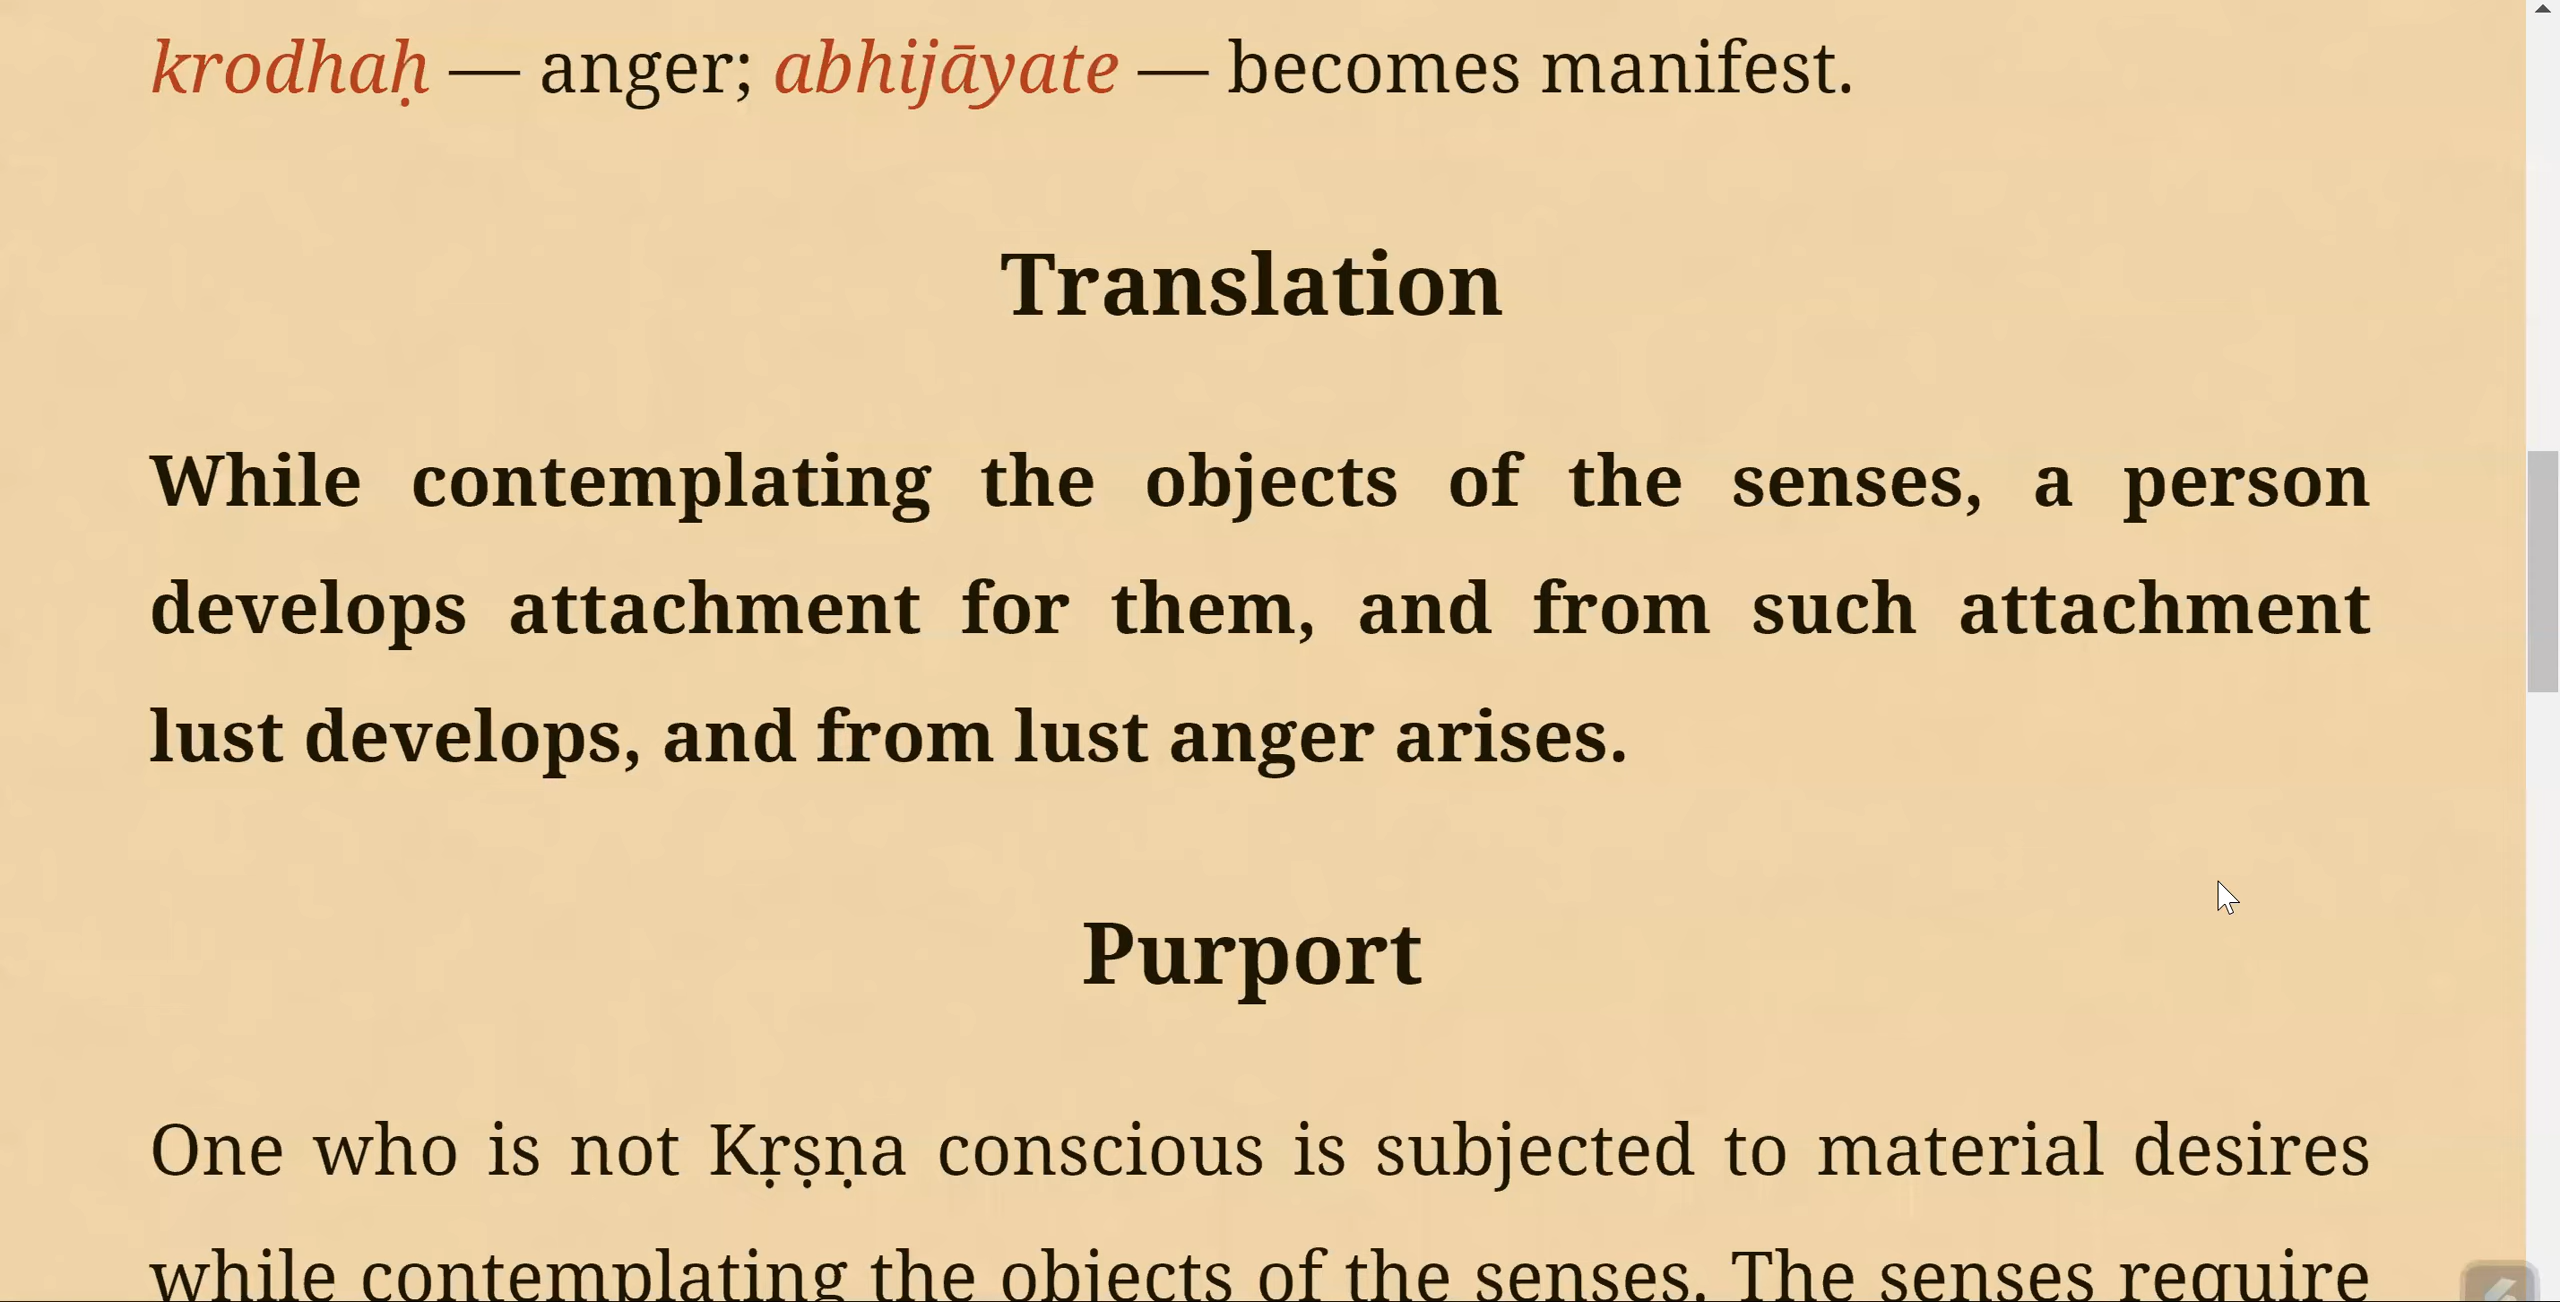 krodhaḥ — anger; abhijāyate — becomes manifest.
Translation
While contemplating the objects of the senses, a person
develops attachment for them, and from such attachment
lust develops, and from lust anger arises.
Purport
One who is not Kṛṣṇa conscious is subjected to material desires
while contemplating the objects of the senses. The senses require